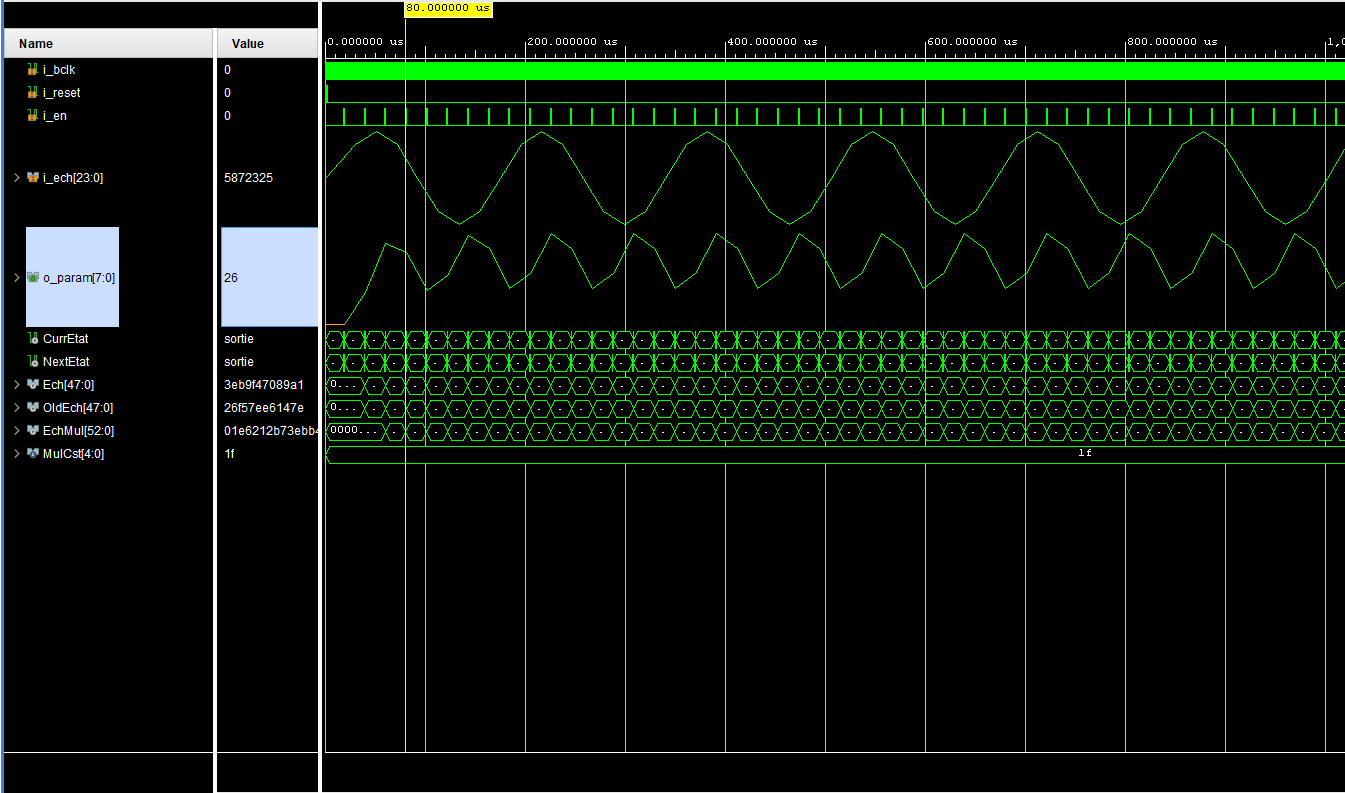 80.000000 us
Name Value
0.000000 us 200.000000 us 400.000000 us 600.000000 us 800.000000 us 1,0
i_bclk 0
i_reset 0
i_en 0
i_ech[23:0] 5872325
o_param[7:0] 26
CurrEtat sortie
NextEtat sortie
Ech[47:0] 3eb9f47089a1 0...
OldEch[47:0] 26f57ee6147e 0...
EchMul[52:0] 01e6212b73ebb4 0000...
MulCst[4:0] 1f 1f